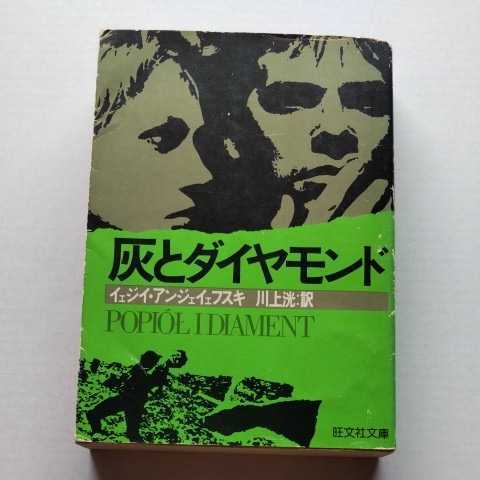 灰とダイヤモンド
イェジイ・アンジェイェフスキ 川上洸:訳
POPIÓŁ I DIAMENT
旺文社文庫